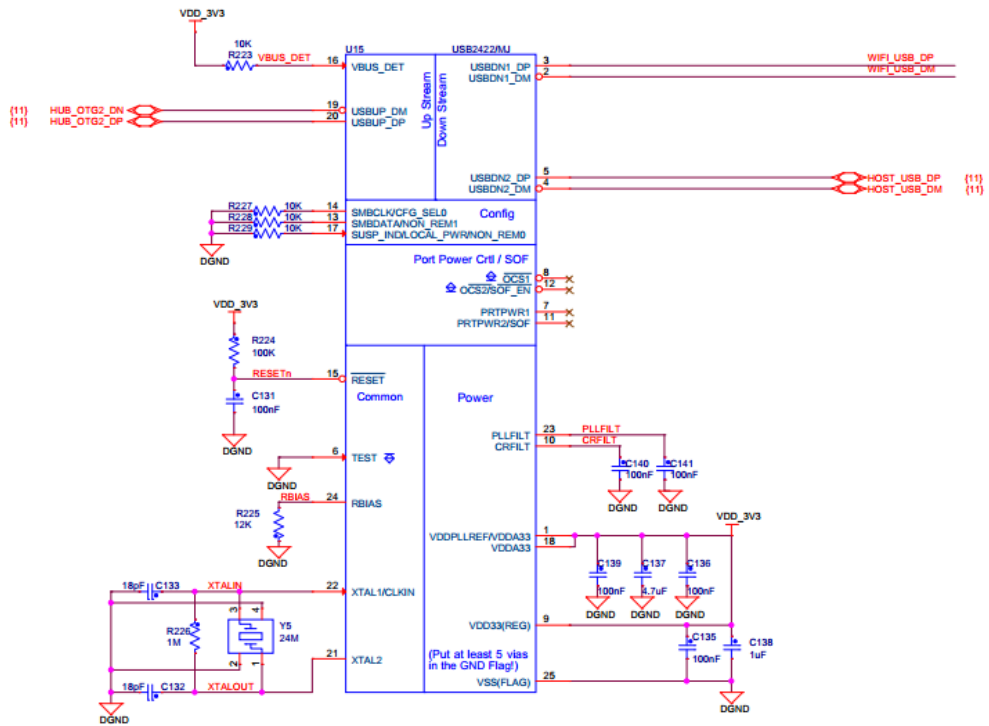 VDD_3V3
10K
R223
VBUS_DET
U15
USB2422/MJ
16
VBUS_DET
USBDN1_DP
3
WIFI_USB_DP
USBDN1_DM
2
WIFI_USB_DM
Up Stream
Down Stream
{11}
HUB_OTG2_DN
19
USBUP_DM
{11}
HUB_OTG2_DP
20
USBUP_DP
USBDN2_DP
5
HOST_USB_DP
{11}
USBDN2_DM
4
HOST_USB_DM
{11}
R227
10K
14
SMBCLK/CFG_SEL0
Config
R228
10K
13
SMBDATA/NON_REM1
R229
10K
17
SUSP_IND/LOCAL_PWR/NON_REM0
DGND
Port Power Crtl / SOF
OCS1
8
OCS2/SOF_EN
12
PRTPWR1
7
PRTPWR2/SOF
11
VDD_3V3
R224
100K
RESETn
15
RESET
C131
100nF
DGND
Common
Power
PLLFILT
23
PLLFILT
CRFILT
10
CRFILT
6
TEST
DGND
C140
100nF
C141
100nF
DGND
DGND
RBIAS
24
RBIAS
R225
12K
DGND
VDD_3V3
VDDPLLREF/VDDA33
1
VDDA33
18
C139
100nF
C137
4.7uF
C136
100nF
DGND
DGND
DGND
18pF
C133
XTALIN
22
XTAL1/CLKIN
3
4
R226
1M
Y5
24M
2
1
VDD33(REG)
9
C135
100nF
C138
1uF
21
XTAL2
(Put at least 5 vias
in the GND Flag!)
18pF
C132
XTALOUT
VSS(FLAG)
25
DGND
DGND